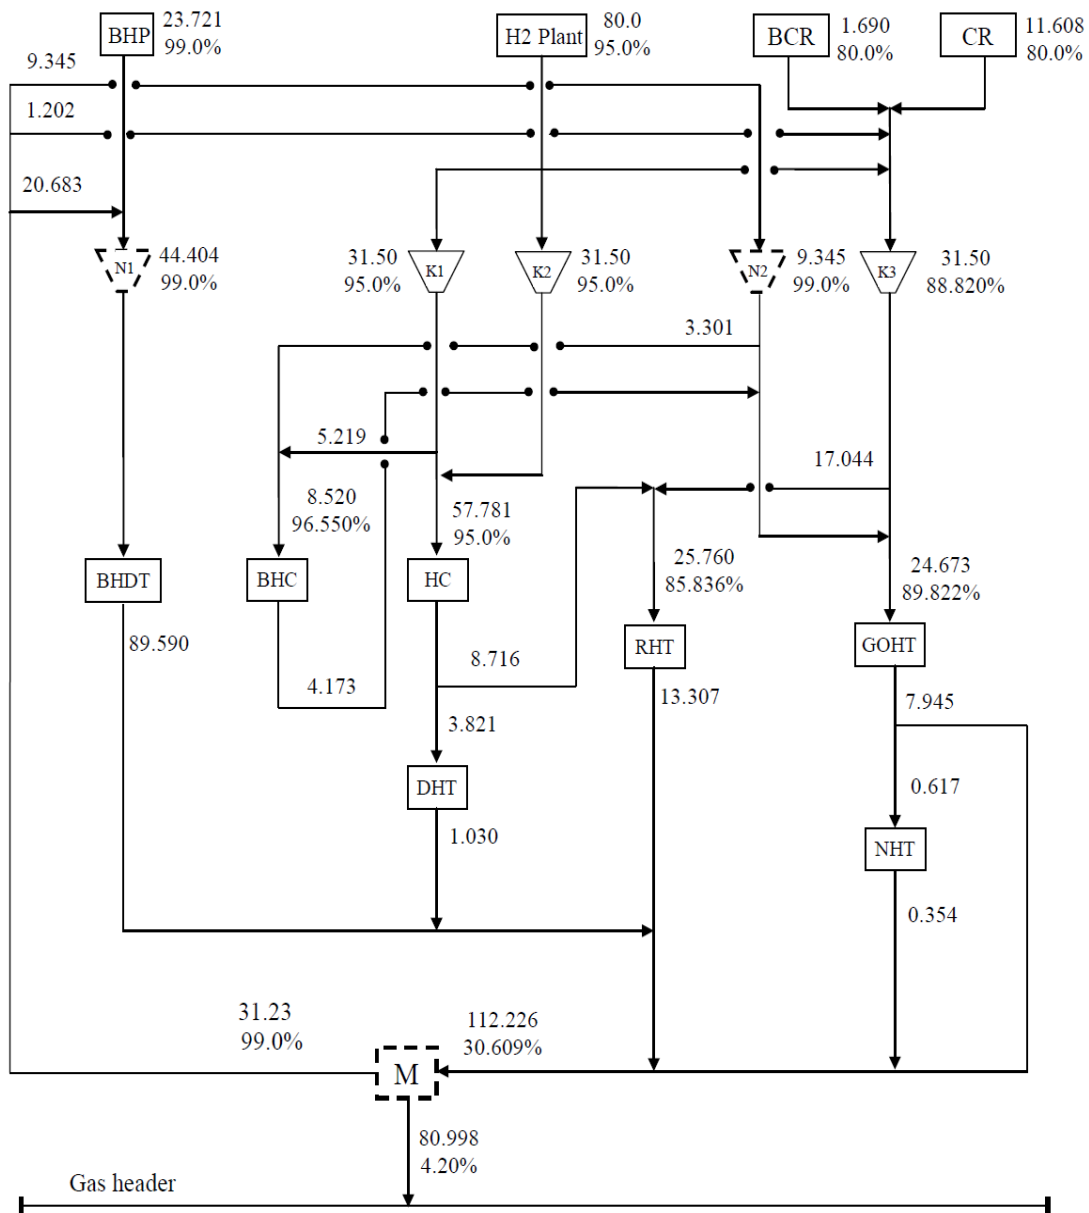 BHP
23.721
99.0%
H2 Plant
80.0
95.0%
BCR
1.690
80.0%
CR
11.608
80.0%
9.345
1.202
20.683
N1
44.404
99.0%
31.50
95.0%
K1
K2
31.50
95.0%
N2
9.345
99.0%
K3
31.50
88.820%
3.301
5.219
17.044
8.520
96.550%
57.781
95.0%
25.760
85.836%
24.673
89.822%
BHDT
BHC
HC
RHT
GOHT
89.590
4.173
8.716
13.307
7.945
3.821
DHT
0.617
1.030
NHT
0.354
31.23
99.0%
112.226
30.609%
M
80.998
4.20%
Gas header